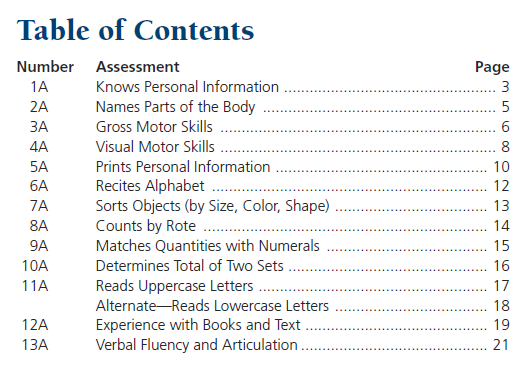 Table of Contents
Number Assessment Page
1A Knows Personal Information ................................................ 3
2A Names Parts of the Body ..................................................... 5
3A Gross Motor Skills ............................................................... 6
4A Visual Motor Skills .............................................................. 8
5A Prints Personal Information ................................................ 10
6A Recites Alphabet ............................................................... 12
7A Sorts Objects (by Size, Color, Shape) .................................. 13
8A Counts by Rote ................................................................. 14
9A Matches Quantities with Numerals .................................... 15
10A Determines Total of Two Sets ............................................. 16
11A Reads Uppercase Letters .................................................... 17
Alternate—Reads Lowercase Letters .................................. 18
12A Experience with Books and Text ......................................... 19
13A Verbal Fluency and Articulation .......................................... 21